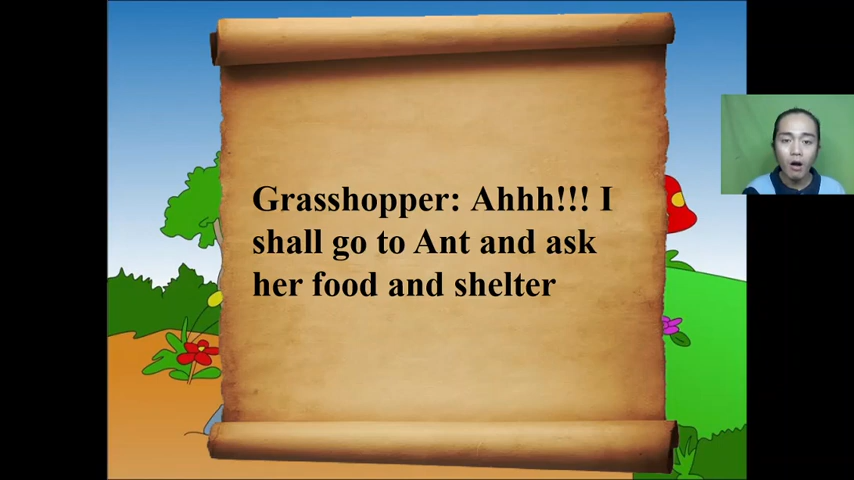 Grasshopper: Ahhh!!! I
shall go to Ant and ask
her food and shelter